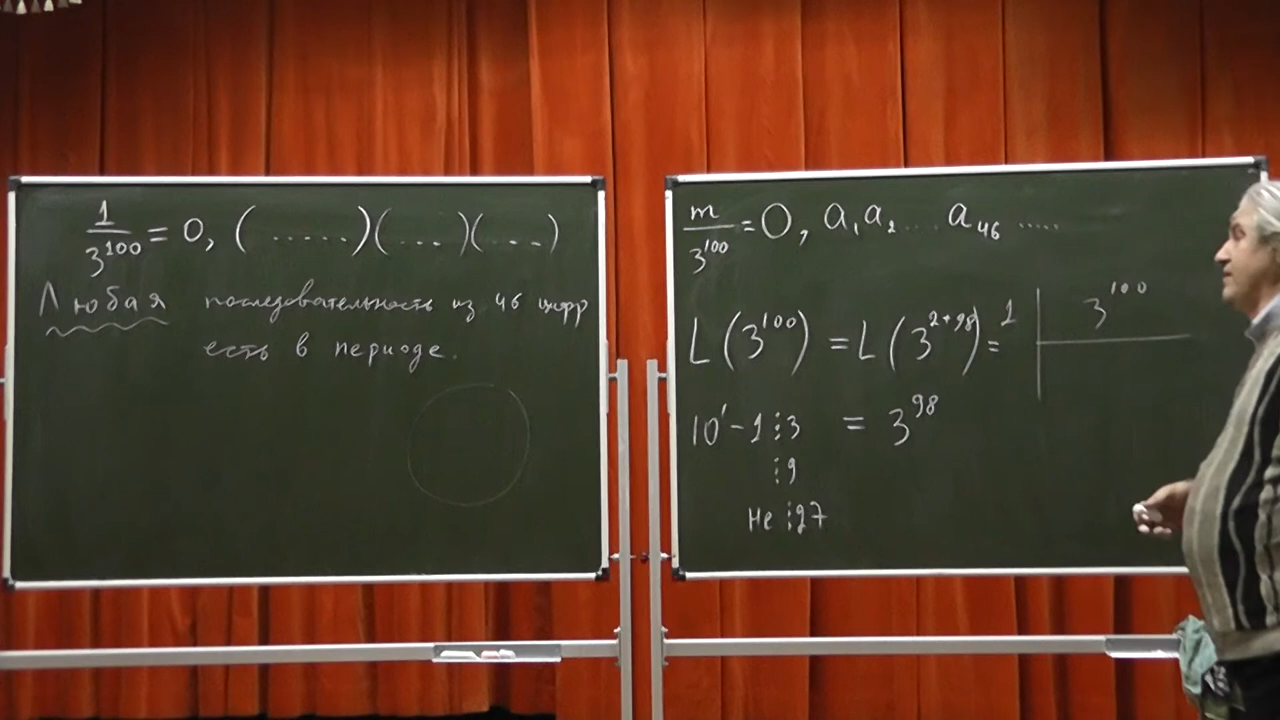 1/3^100 = 0, (.....)(...)(...)
Любая последовательность из 46 цифр
есть в периоде.
m/3^100 = 0, a₁a₂...a₄₆.....
L(3^100) = L(3^(2+98)) =
= 3^98
10^1 - 1 ⋮ 3
⋮ 9
не ⋮ 27
1 | 3^100